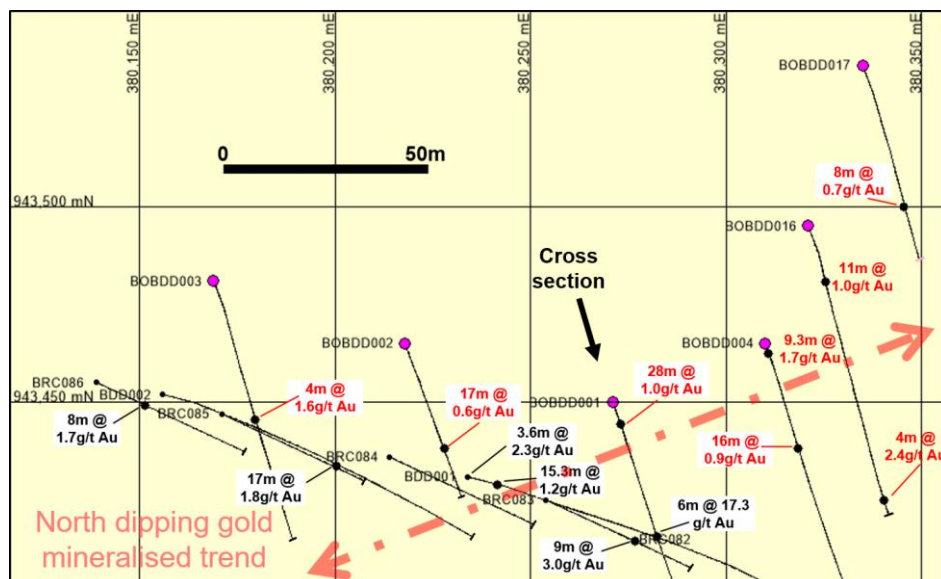 380,150 mE
380,200 mE
380,250 mE
380,300 mE
380,350 mE
BOBDD017
0
50m
8m @
0.7g/t Au
943,500 mN
BOBDD016
Cross
section
11m @
1.0g/t Au
BOBDD003
BOBDD002
BOBDD004
9.3m @
1.7g/t Au
BRC086
BDD002
943,450 mN
BOBDD001
28m @
1.0g/t Au
4m @
1.6g/t Au
BRC085
8m @
1.7g/t Au
17m @
0.6g/t Au
3.6m @
2.3g/t Au
16m @
0.9g/t Au
4m @
2.4g/t Au
BRC084
BDD001
15.3m @
1.2g/t Au
17m @
1.8g/t Au
BRC083
6m @ 17.3
g/t Au
North dipping gold
mineralised trend
9m @
3.0g/t Au
BRC082